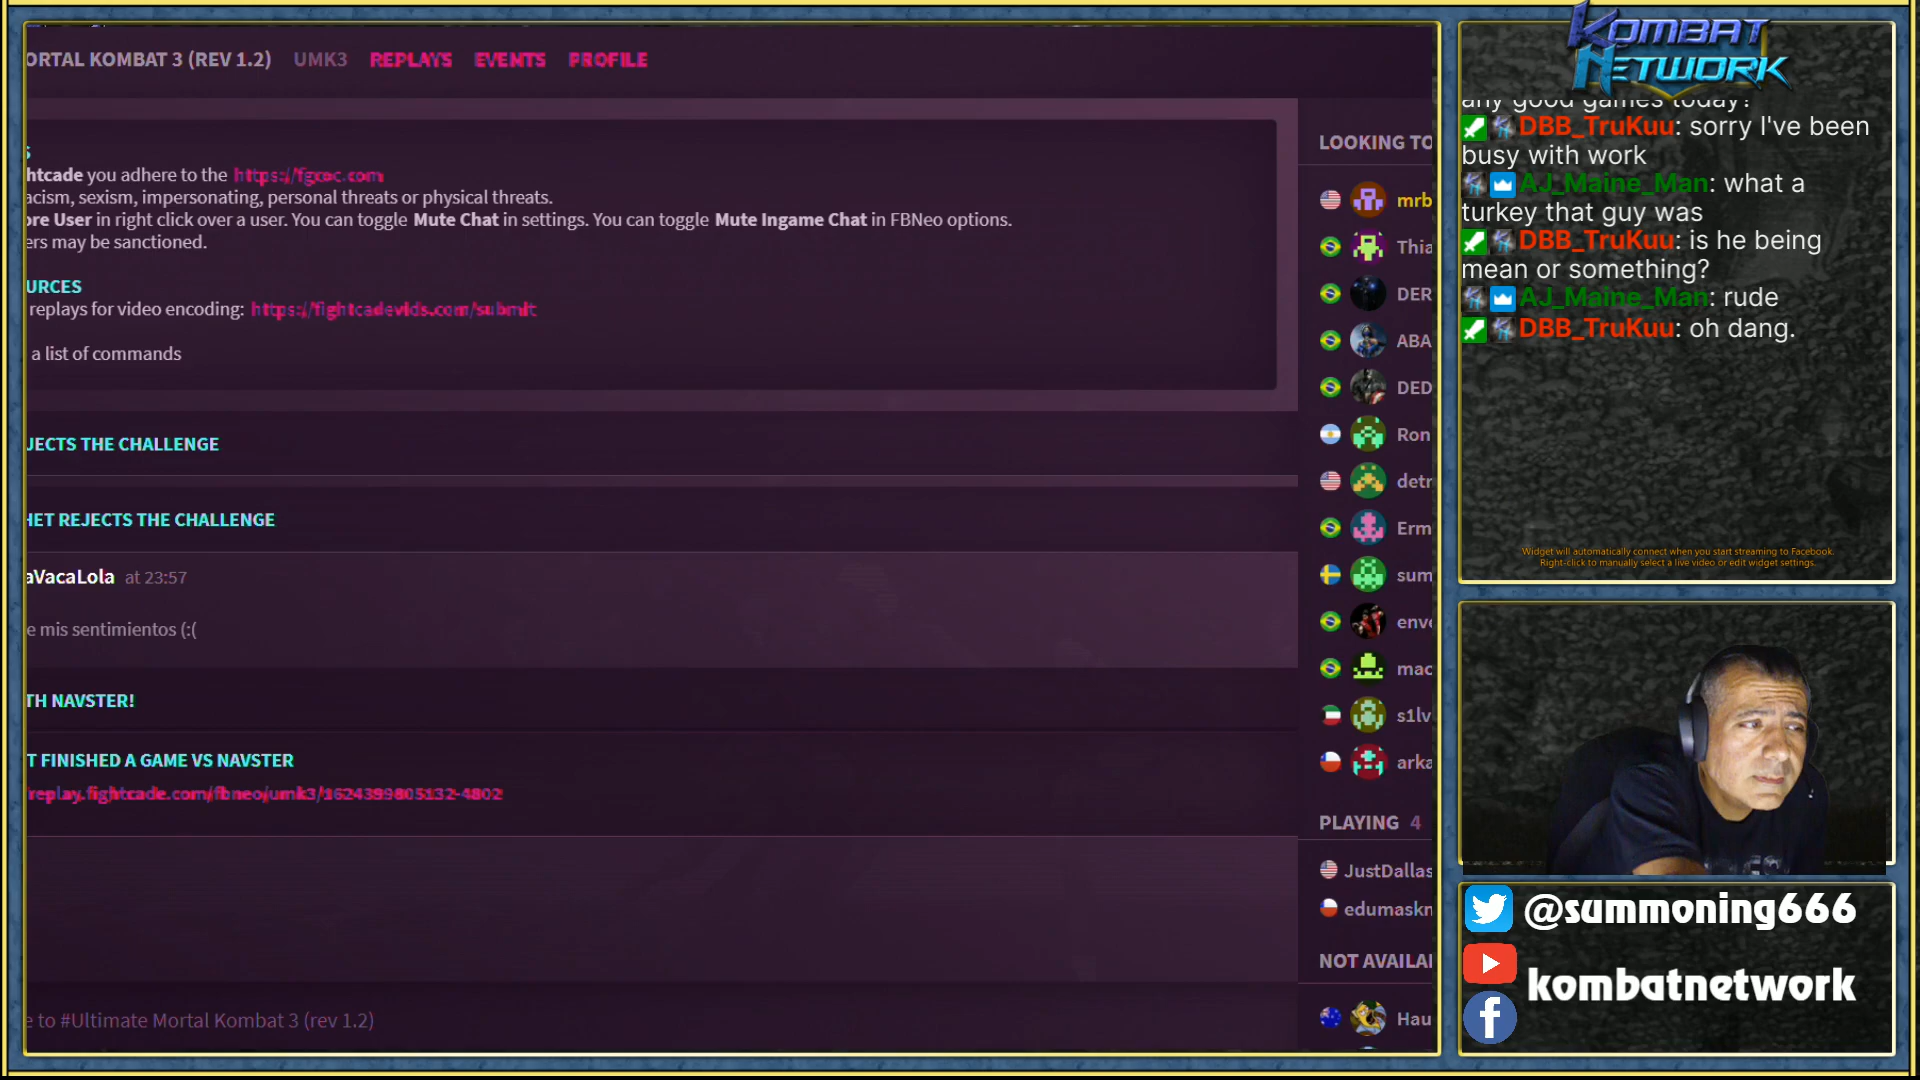 ORTAL KOMBAT 3 (REV 1.2) UMK3 REPLAYS EVENTS PROFILE
S
htcade you adhere to the https://fgcoc.com
acism, sexism, impersonating, personal threats or physical threats.
ore User in right click over a user. You can toggle Mute Chat in settings. You can toggle Mute Ingame Chat in FBNeo options.
ers may be sanctioned.
URCES
replays for video encoding: https://fightcadevids.com/submit
a list of commands
JECTS THE CHALLENGE
HET REJECTS THE CHALLENGE
aVacaLola at 23:57
e mis sentimientos (:(
TH NAVSTER!
T FINISHED A GAME VS NAVSTER
replay.fightcade.com/fbneo/umk3/1624399805132-4802
e to #Ultimate Mortal Kombat 3 (rev 1.2)
LOOKING TO
mrb
Thia
DER
ABA
DED
Ron
detr
Erm
sum
enve
mac
s1lv
arka
PLAYING 4
JustDallas
edumaskn
NOT AVAILA
Hau
KOMBAT
NETWORK
any good games today?
DBB_TruKuu: sorry I've been
busy with work
AJ_Maine_Man: what a
turkey that guy was
DBB_TruKuu: is he being
mean or something?
AJ_Maine_Man: rude
DBB_TruKuu: oh dang.
Widget will automatically connect when you start streaming to Facebook.
Right-click to manually select a live video or edit widget settings.
@summoning666
kombatnetwork